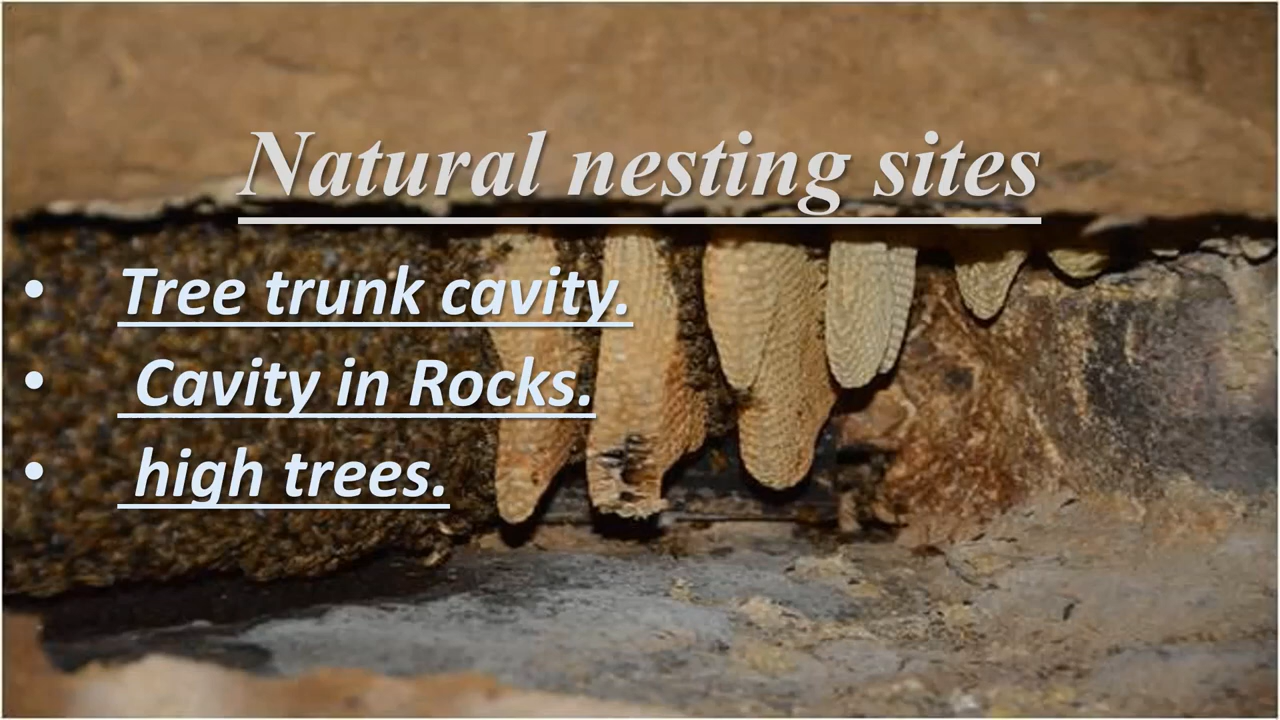 Natural nesting sites
• Tree trunk cavity.
• Cavity in Rocks.
• high trees.